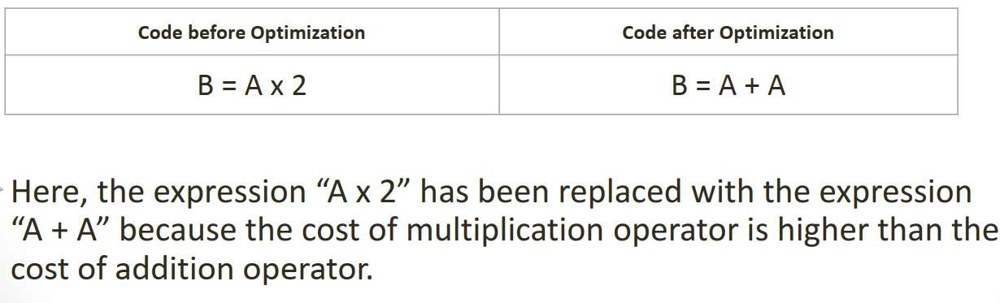 Code before Optimization
Code after Optimization
B = A x 2
B = A + A
Here, the expression “A x 2” has been replaced with the expression
“A + A” because the cost of multiplication operator is higher than the
cost of addition operator.